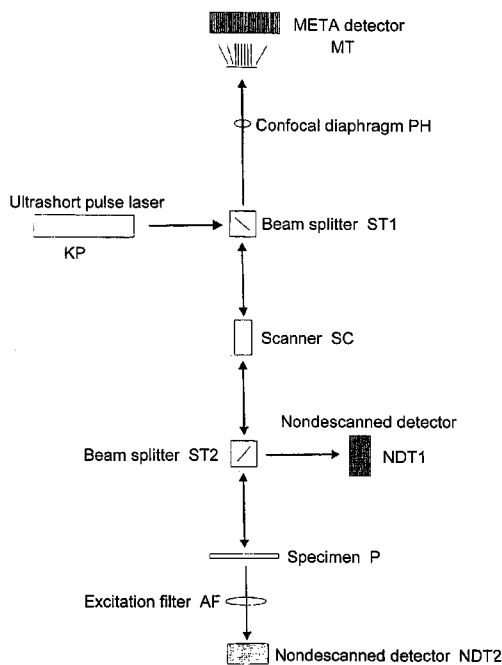 META detector
MT
Confocal diaphragm PH
Ultrashort pulse laser
KP
Beam splitter ST1
Scanner SC
Nondescanned detector
Beam splitter ST2
NDT1
Specimen P
Excitation filter AF
Nondescanned detector NDT2